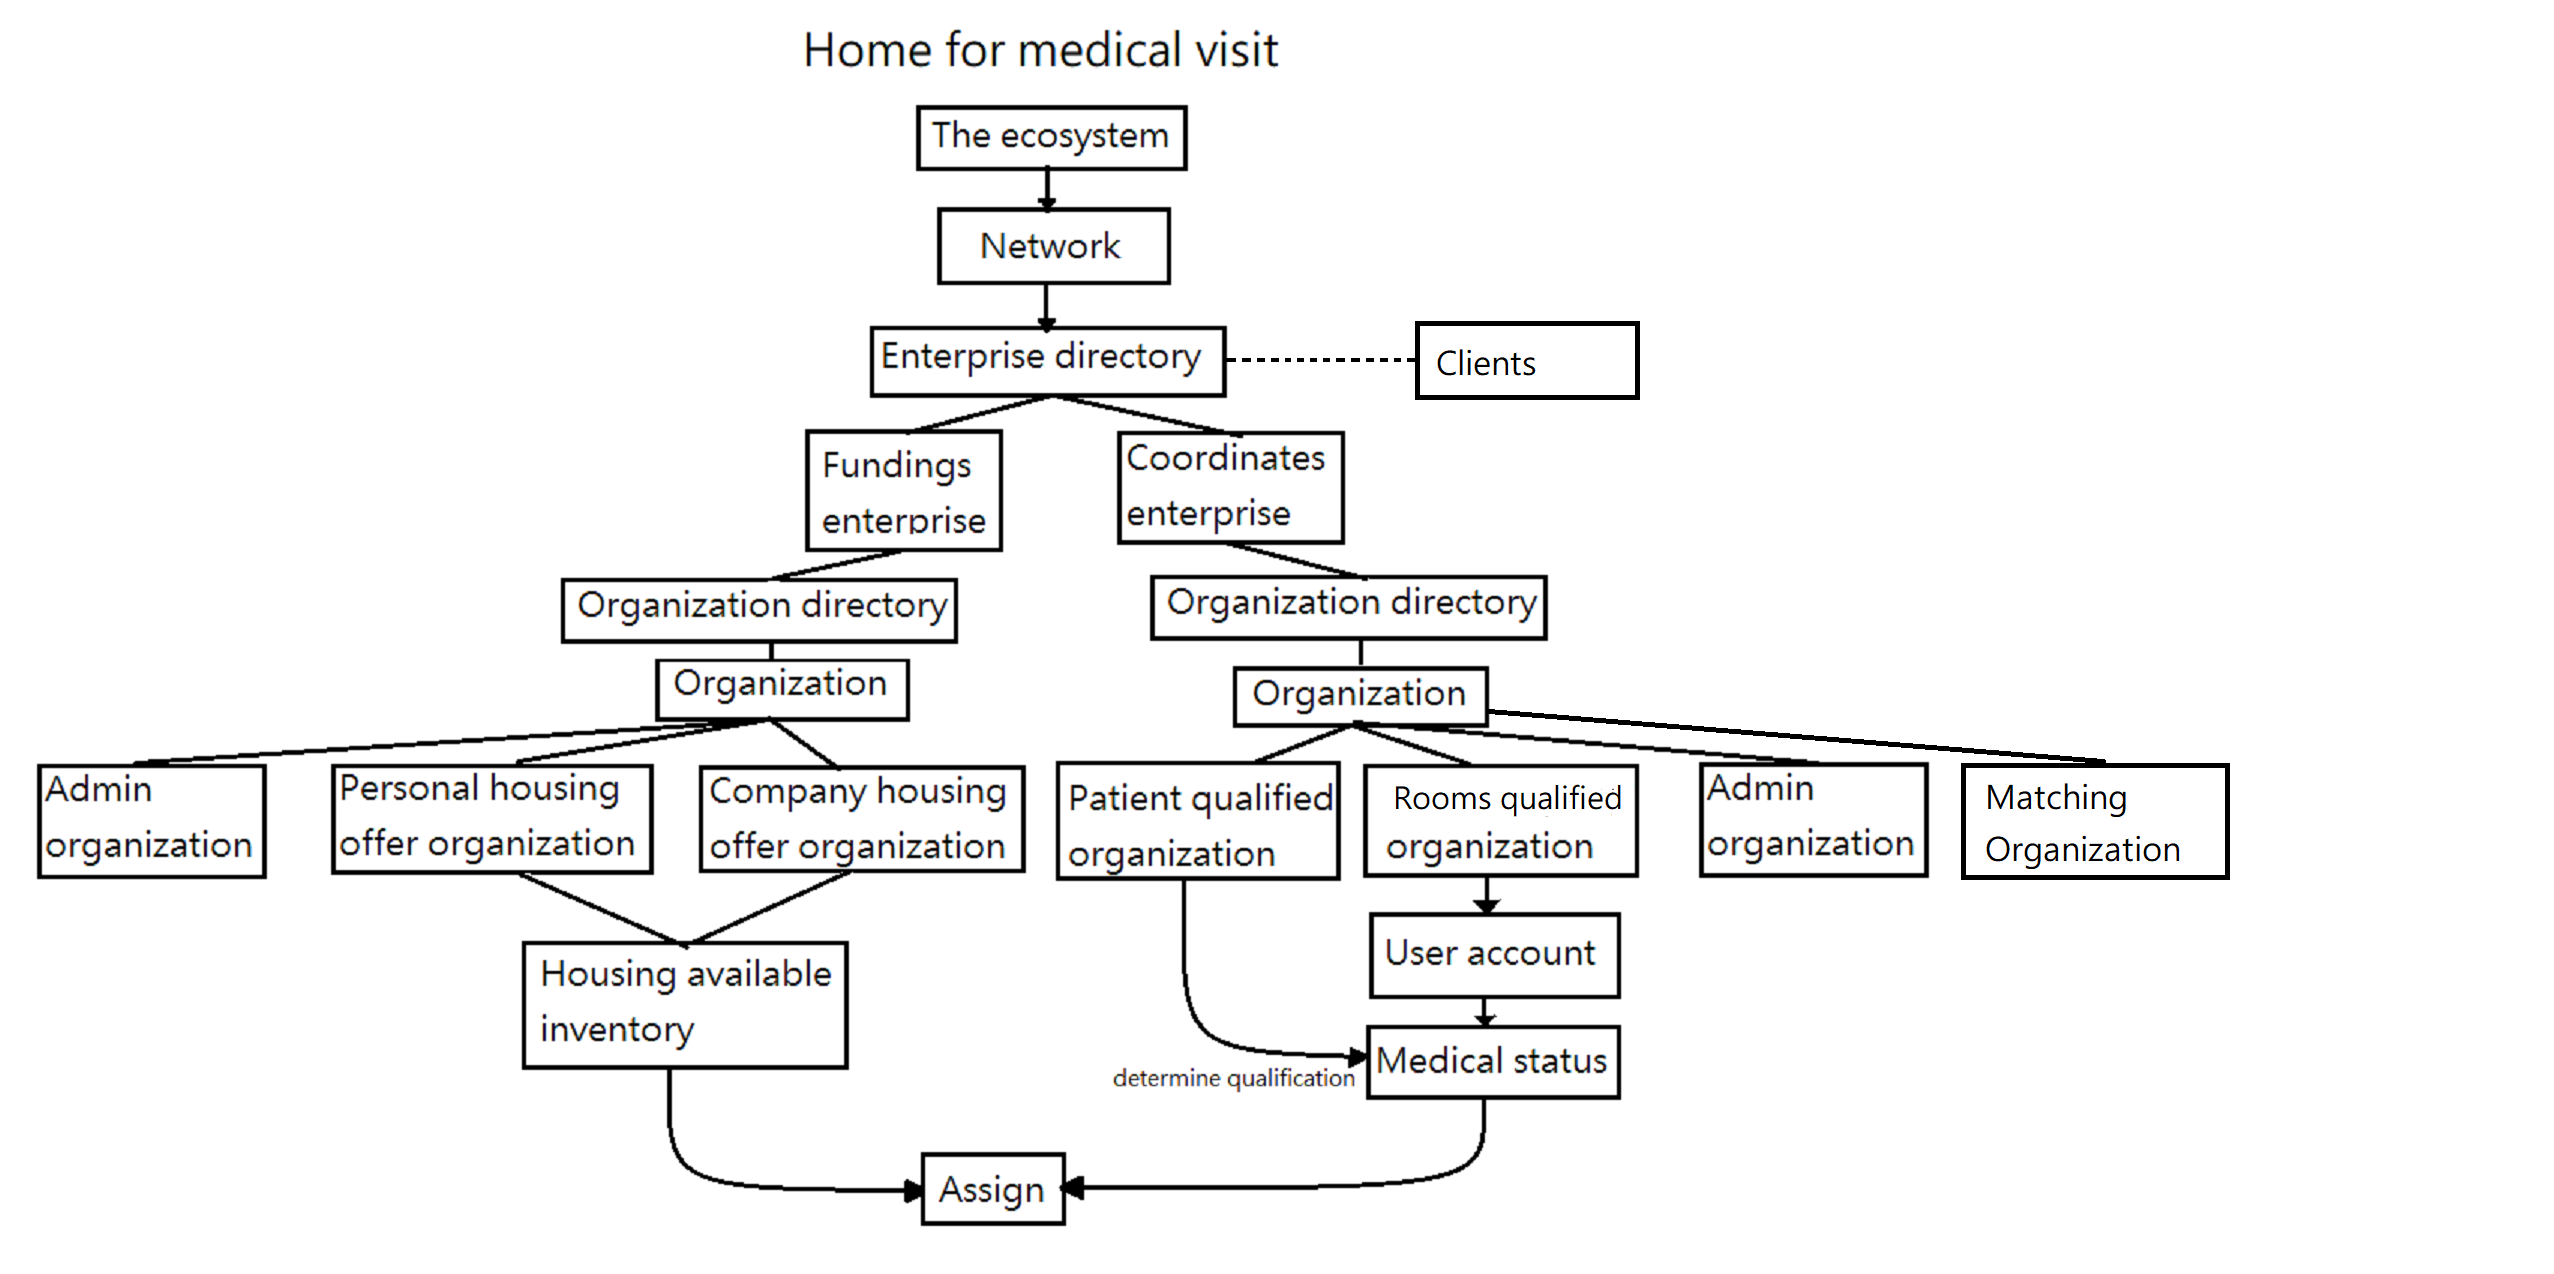 Home for medical visit
The ecosystem
Network
Enterprise directory
Clients
Fundings
enterprise
Coordinates
enterprise
Organization directory
Organization directory
Organization
Organization
Admin
organization
Personal housing
offer organization
Company housing
offer organization
Patient qualified
organization
Rooms qualified
organization
Admin
organization
Matching
Organization
User account
Housing available
inventory
Medical status
determine qualification
Assign